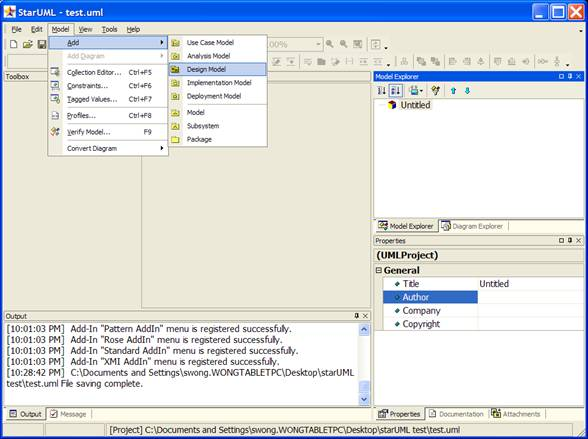 StarUML - test.uml
File Edit Model View Tools Help
Add
Add Diagram
Collection Editor... Ctrl+F5
Constraints... Ctrl+F6
Tagged Values... Ctrl+F7
Profiles... Ctrl+F8
Verify Model... F9
Convert Diagram
Use Case Model
Analysis Model
Design Model
Implementation Model
Deployment Model
Model
Subsystem
Package
00%
Toolbox
Model Explorer
Untitled
Model Explorer Diagram Explorer
Properties
(UMLProject)
General
Title Untitled
Author
Company
Copyright
Output
[10:01:03 PM] Add-In "Pattern AddIn" menu is registered successfully.
[10:01:03 PM] Add-In "Rose AddIn" menu is registered successfully.
[10:01:03 PM] Add-In "Standard AddIn" menu is registered successfully.
[10:01:03 PM] Add-In "XMI AddIn" menu is registered successfully.
[10:28:42 PM] C:\Documents and Settings\swong.WONGTABLETPC\Desktop\starUML
test\test.uml File saving complete.
Output Message
Properties Documentation Attachments
[Project] C:\Documents and Settings\swong.WONGTABLETPC\Desktop\starUML test\test.uml